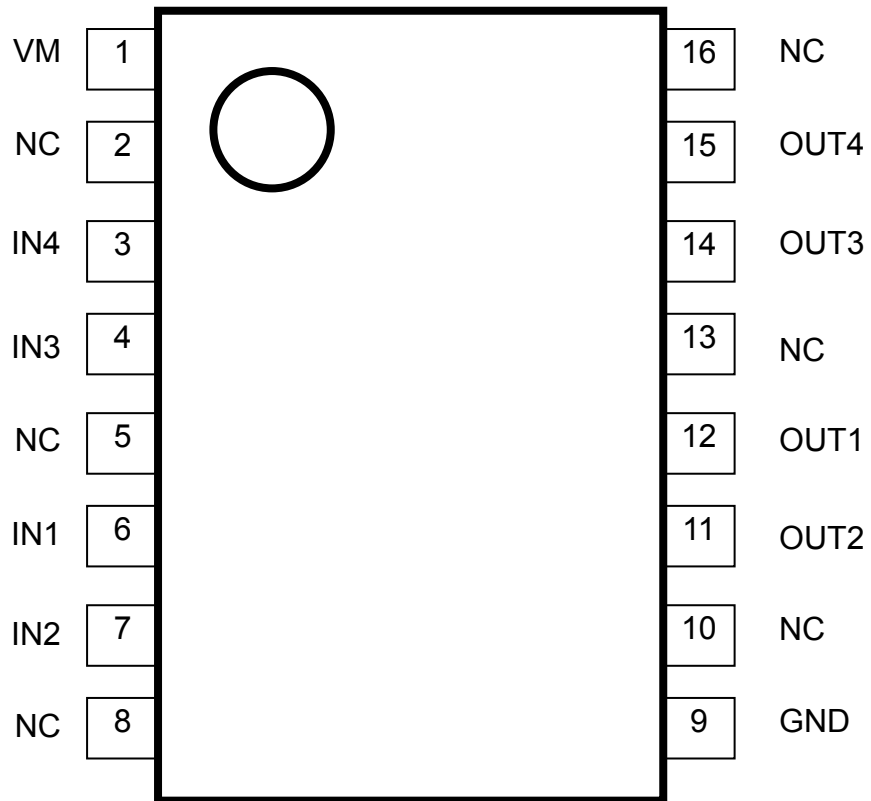 VM 1 16 NC
NC 2 15 OUT4
IN4 3 14 OUT3
IN3 4 13 NC
NC 5 12 OUT1
IN1 6 11 OUT2
IN2 7 10 NC
NC 8 9 GND